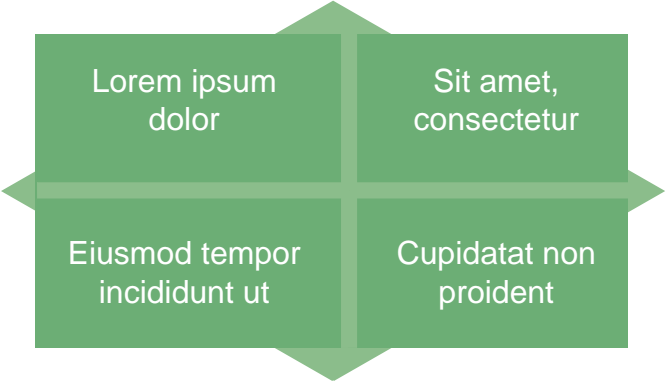 Lorem ipsum
dolor
Sit amet,
consectetur
Eiusmod tempor
incididunt ut
Cupidatat non
proident